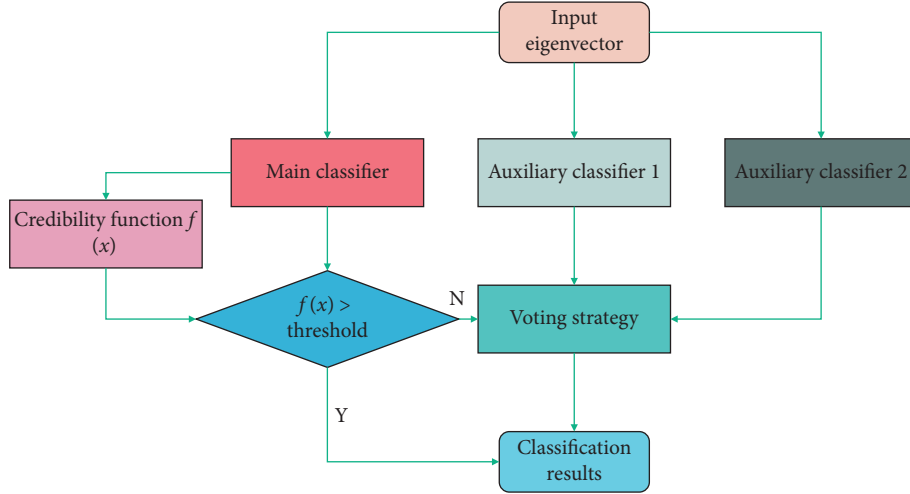 Input
eigenvector
Main classifier
Auxiliary classifier 1
Auxiliary classifier 2
Credibility function f
(x)
f(x) >
threshold
N
Voting strategy
Y
Classification
results